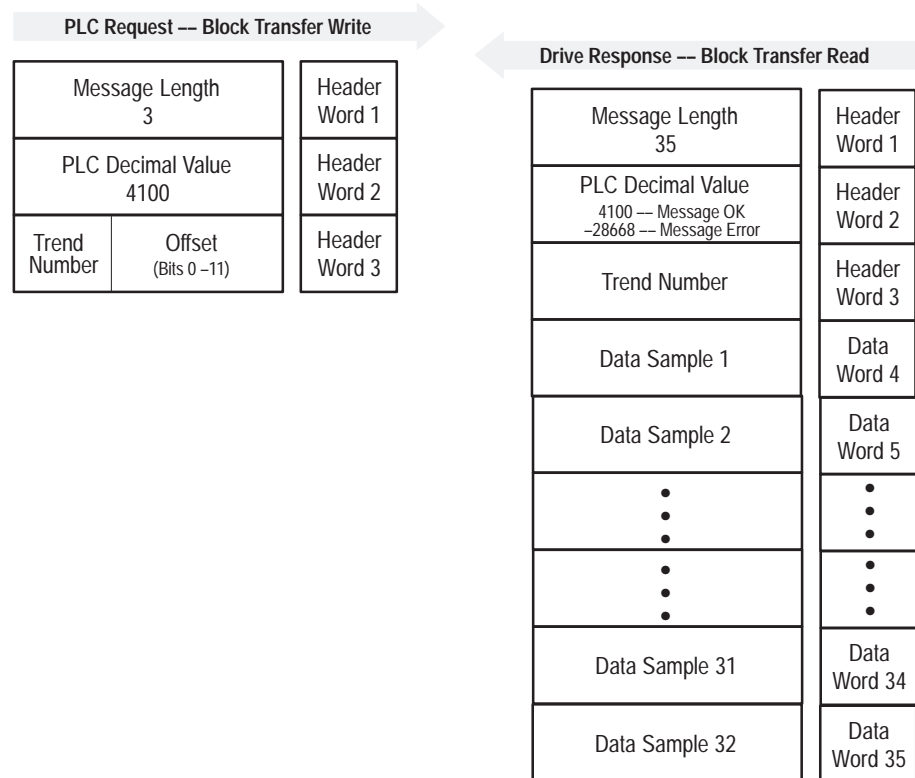 PLC Request –– Block Transfer Write
Message Length
3
Header
Word 1
PLC Decimal Value
4100
Header
Word 2
Trend
Number
Offset
(Bits 0 –11)
Header
Word 3
Drive Response –– Block Transfer Read
Message Length
35
Header
Word 1
PLC Decimal Value
4100 –– Message OK
–28668 –– Message Error
Header
Word 2
Trend Number
Header
Word 3
Data Sample 1
Data
Word 4
Data Sample 2
Data
Word 5
Data Sample 31
Data
Word 34
Data Sample 32
Data
Word 35